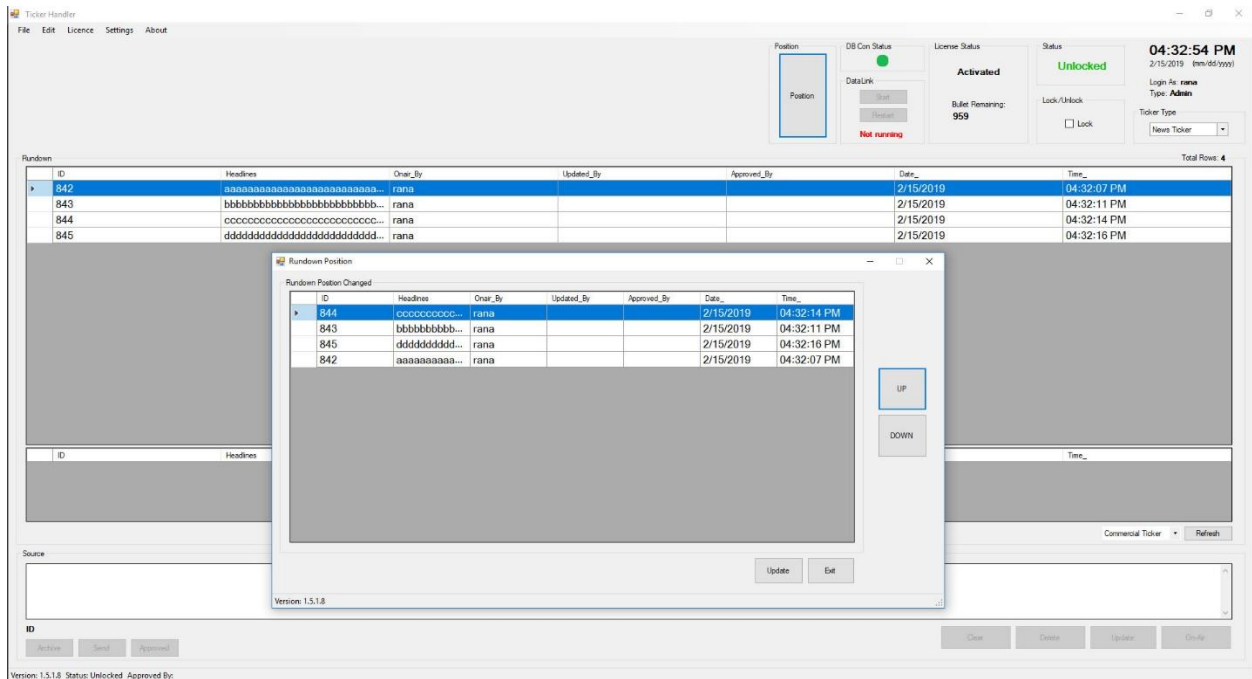 Ticker Handler
File Edit Licence Settings About
Position
Position
DB Con Status
DataLink
Start
Restart
Not running
License Status
Activated
Bullet Remaining:
959
Status
Unlocked
Lock/Unlock
Lock
04:32:54 PM
2/15/2019 (mm/dd/yyyy)
Login As: rana
Type: Admin
Ticker Type
News Ticker
Rundown
Total Rows: 4
ID Headlines Onair_By Updated_By Approved_By Date_ Time_
842 aaaaaaaaaaaaaaaaaaaaaaaaaa... rana 2/15/2019 04:32:07 PM
843 bbbbbbbbbbbbbbbbbbbbbbbbbb... rana 2/15/2019 04:32:11 PM
844 cccccccccccccccccccccccccc... rana 2/15/2019 04:32:14 PM
845 dddddddddddddddddddddddddd... rana 2/15/2019 04:32:16 PM
Rundown Position
Rundown Position Changed
ID Headlines Onair_By Updated_By Approved_By Date_ Time_
844 cccccccccc... rana 2/15/2019 04:32:14 PM
843 bbbbbbbbbb... rana 2/15/2019 04:32:11 PM
845 dddddddddd... rana 2/15/2019 04:32:16 PM
842 aaaaaaaaaa... rana 2/15/2019 04:32:07 PM
UP
DOWN
Update Exit
Version: 1.5.1.8
ID Headlines Time_
Commercial Ticker Refresh
Source
ID
Archive Send Approved
Clear Delete Update On-Air
Version: 1.5.1.8 Status: Unlocked Approved By: